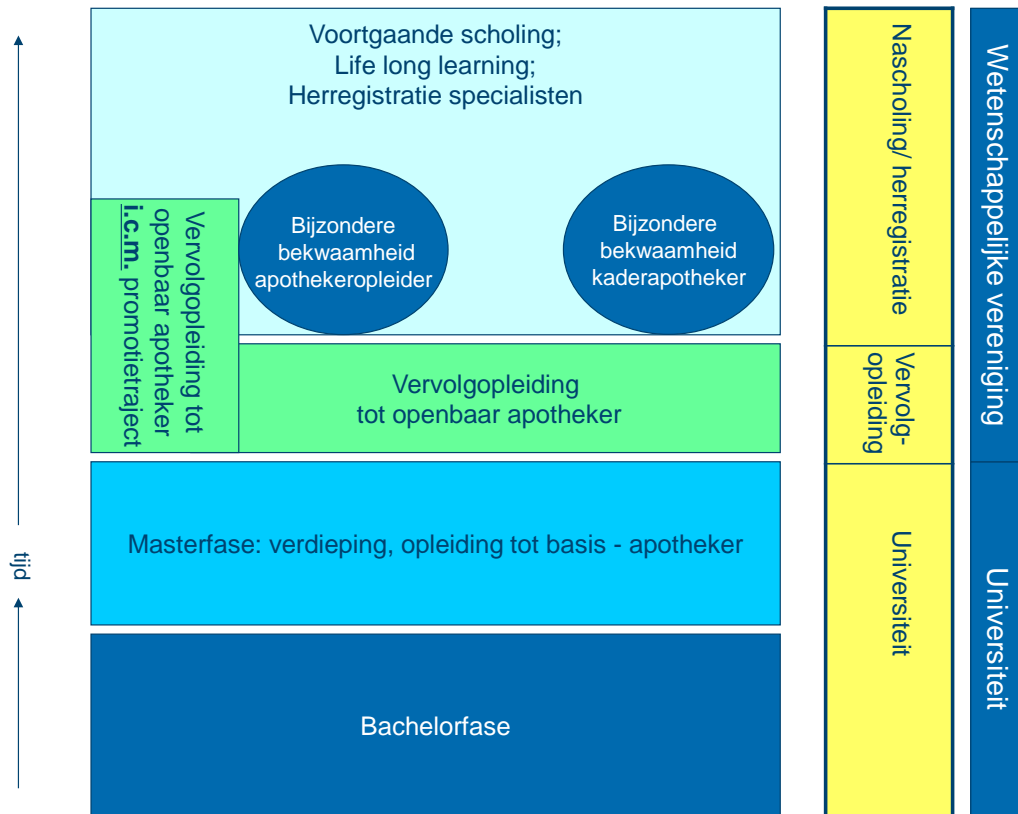 Voortgaande scholing;
Life long learning;
Herregistratie specialisten
Bijzondere
bekwaamheid
apothekeropleider
Bijzondere
bekwaamheid
kaderapotheker
Vervolgopleiding tot
openbaar apotheker
i.c.m. promotietraject
Vervolgopleiding
tot openbaar apotheker
Masterfase: verdieping, opleiding tot basis - apotheker
Bachelorfase
tijd
Nascholing/ herregistratie
Vervolg-
opleiding
Universiteit
Wetenschappelijke vereniging
Universiteit